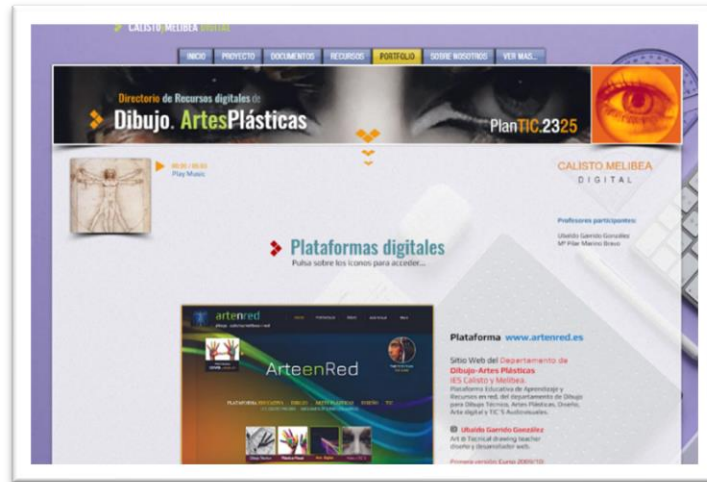 CALISTO MELIBEA DIGITAL
INICIO PROYECTO DOCUMENTOS RECURSOS PORTFOLIO SOBRE NOSOTROS VER MAS...
Directorio de Recursos digitales de
Dibujo. ArtesPlásticas
PlanTIC.2325
Play Music
CALISTO MELIBEA
DIGITAL
Profesores participantes:
Ubaldo Garrido González
Mª Pilar Marino Bravo
Plataformas digitales
Pulsa sobre los iconos para acceder...
artenred
ArteenRed
Plataforma www.artenred.es
Sitio Web del Departamento de
Dibujo-Artes Plásticas
IES Calisto y Melibea.
Plataforma Educativa de Aprendizaje y
Recursos en red, del departamento de Dibujo
para Dibujo Técnico, Artes Plásticas, Diseño,
Arte digital y TIC'S Audiovisuales.
Ubaldo Garrido González
Art & Tecnical drawing teacher
diseño y desarrollador web.